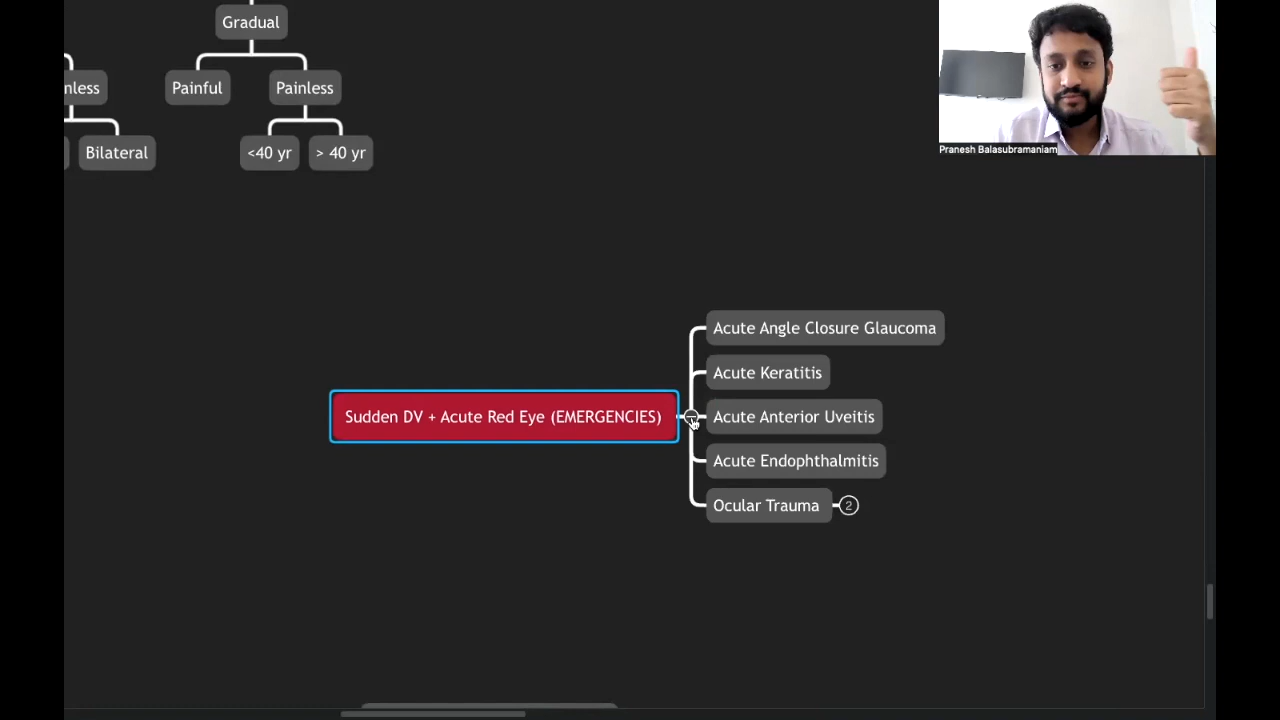 Gradual
nless
Painful
Painless
Bilateral
<40 yr
> 40 yr
Pranesh Balasubramaniam
Acute Angle Closure Glaucoma
Acute Keratitis
Sudden DV + Acute Red Eye (EMERGENCIES)
Acute Anterior Uveitis
Acute Endophthalmitis
Ocular Trauma
2